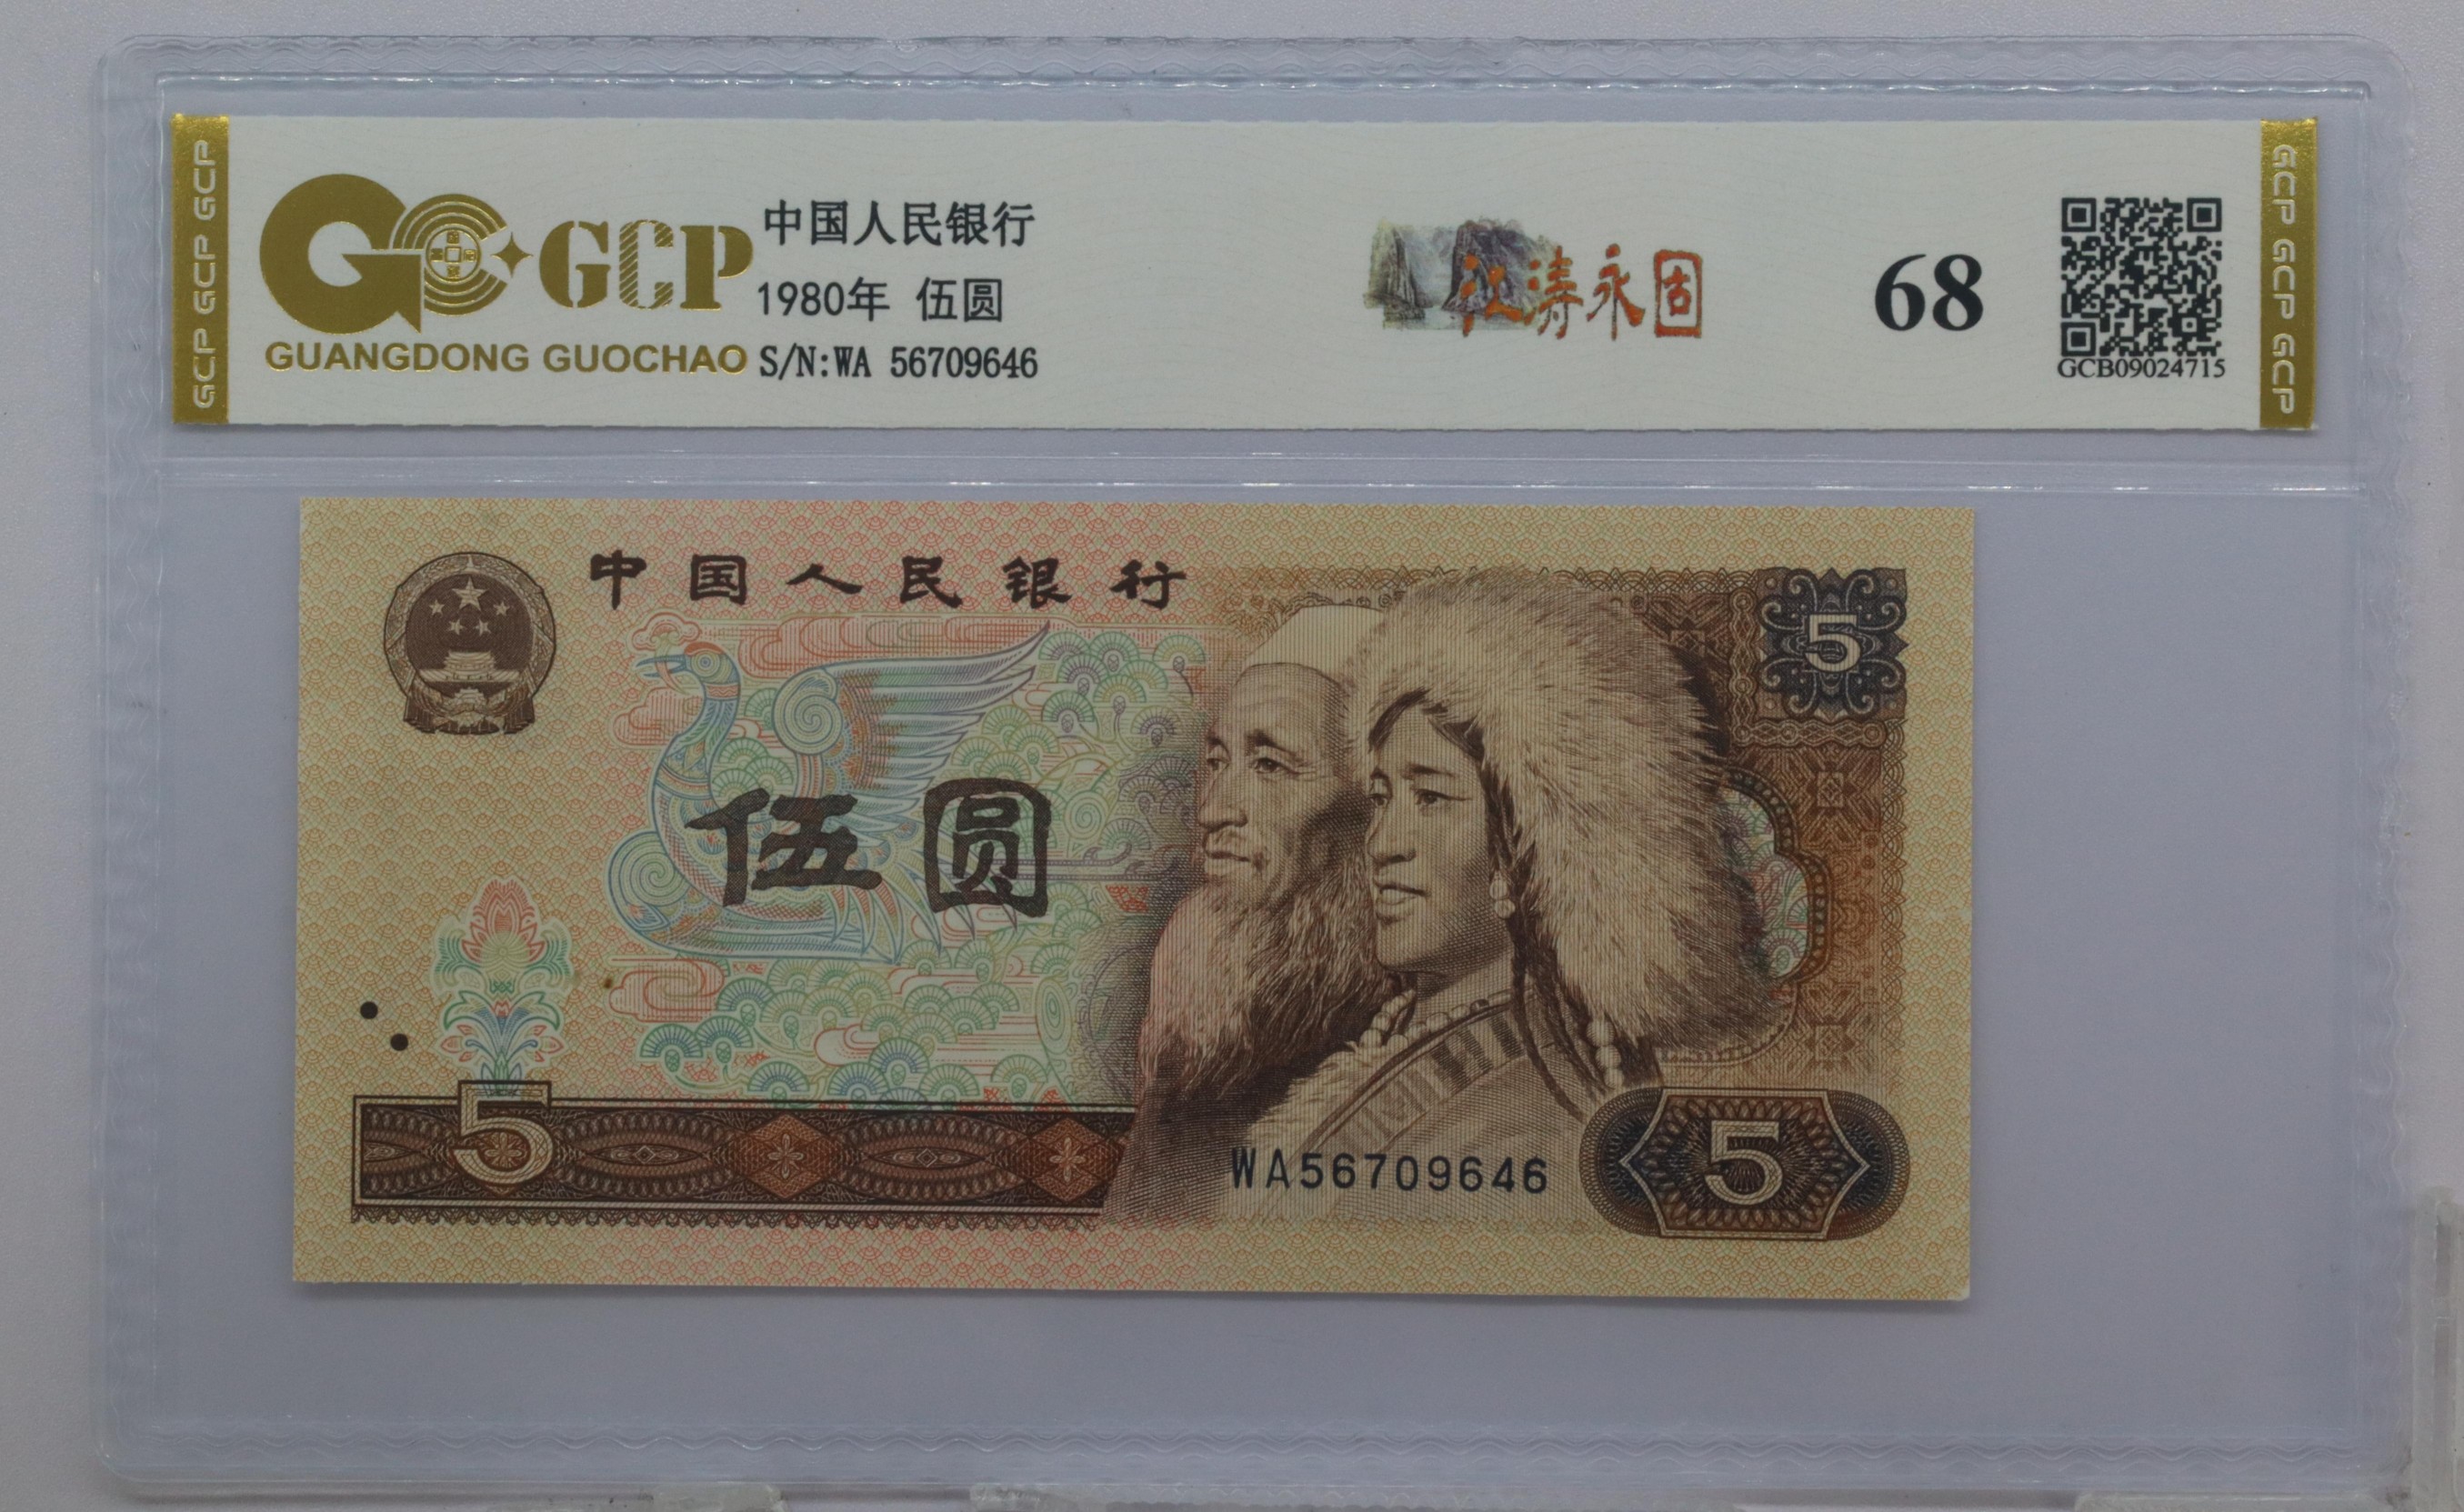 GCP GCP GCP
GCP
GUANGDONG GUOCHAO
中国人民银行
1980年 伍圆
S/N:WA 56709646
江涛永固
68
GCB09024715
GCP GCP GCP
中国人民银行
5
伍圆
5
WA56709646
5